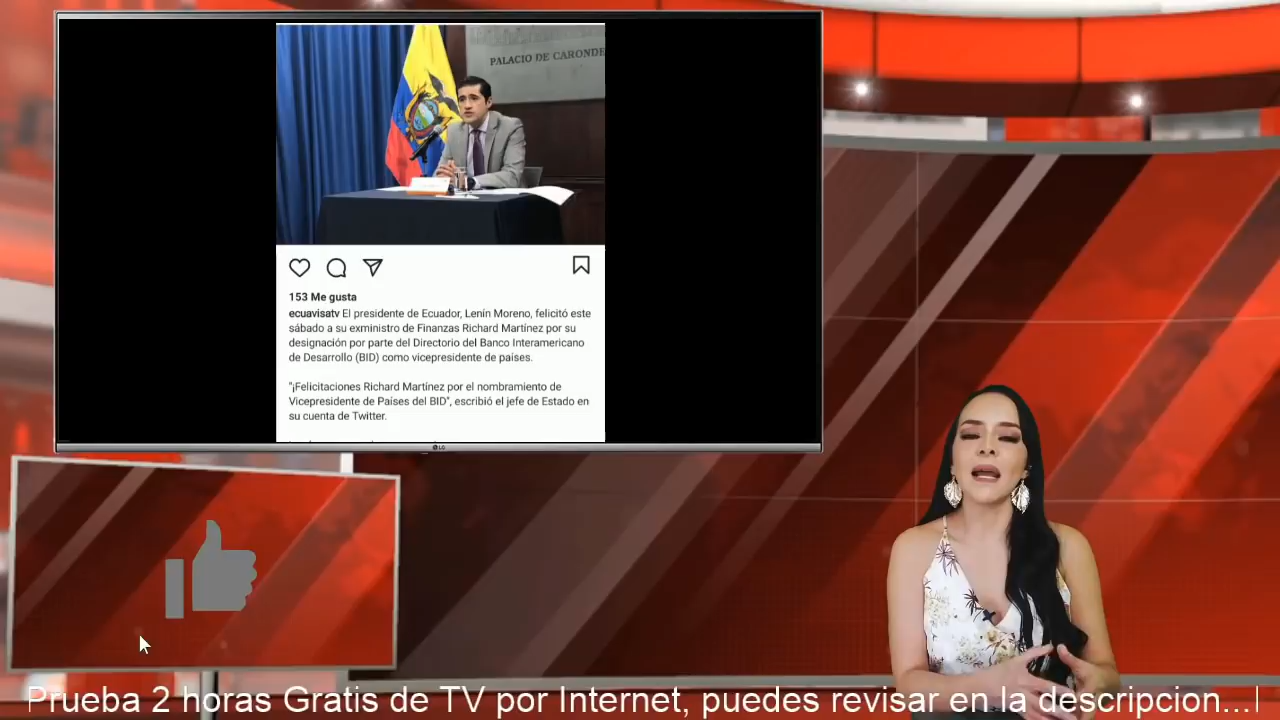 PALACIO DE CARONDE
153 Me gusta
ecuavisatv El presidente de Ecuador, Lenín Moreno, felicitó este
sábado a su exministro de Finanzas Richard Martínez por su
designación por parte del Directorio del Banco Interamericano
de Desarrollo (BID) como vicepresidente de países.
"¡Felicitaciones Richard Martínez por el nombramiento de
Vicepresidente de Países del BID", escribió el jefe de Estado en
su cuenta de Twitter.
LG
Prueba 2 horas Gratis de TV por Internet, puedes revisar en la descripcion...